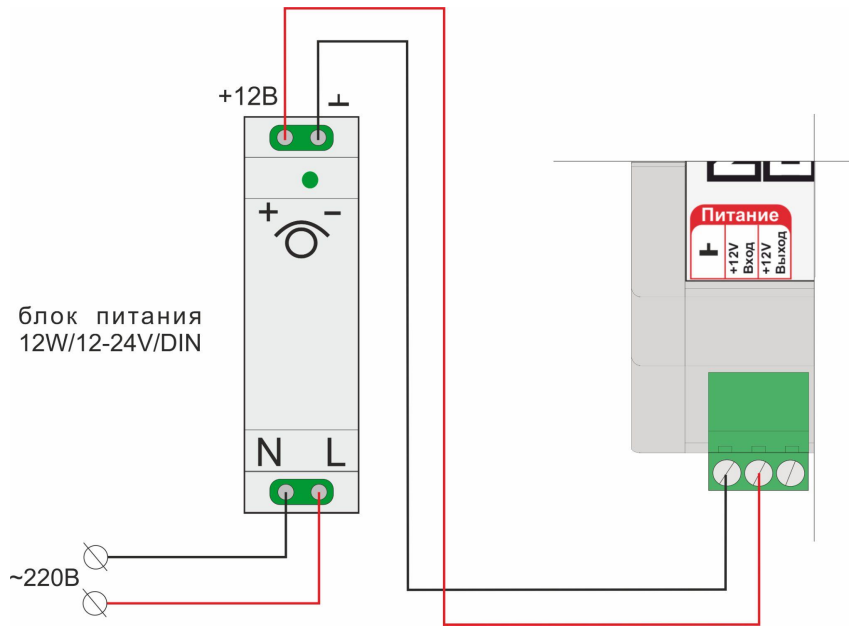 +12В
+ -
блок питания
12W/12-24V/DIN
N L
~220В
Питание
+12V
Вход
+12V
Выход